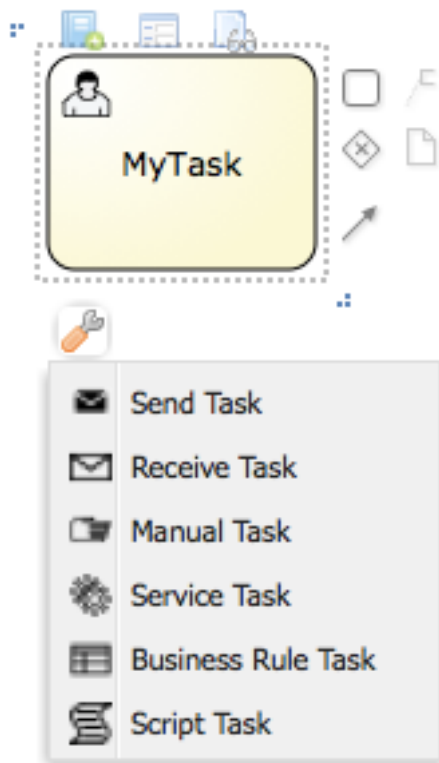 MyTask
Send Task
Receive Task
Manual Task
Service Task
Business Rule Task
Script Task